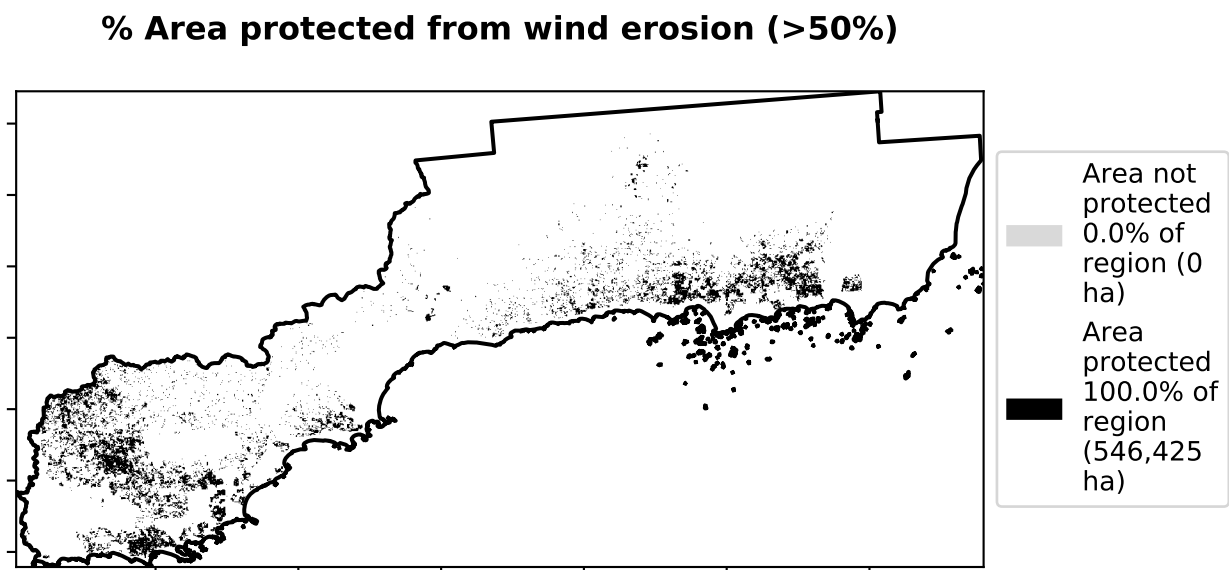 % Area protected from wind erosion (>50%)
Area not
protected
0.0% of
region (0
ha)
Area
protected
100.0% of
region
(546,425
ha)